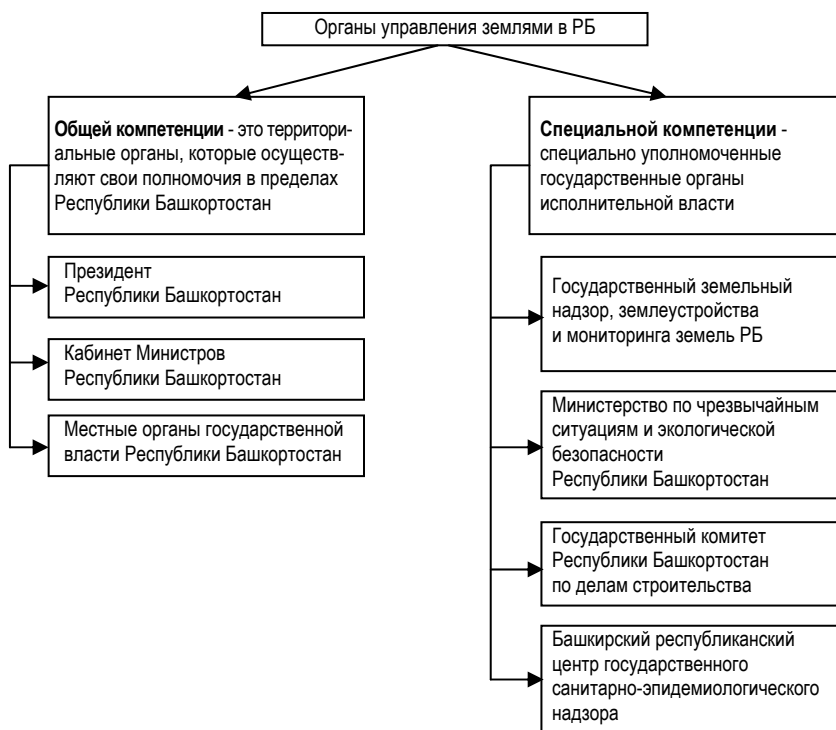 Органы управления землями в РБ
Общей компетенции - это территори-
альные органы, которые осуществ-
ляют свои полномочия в пределах
Республики Башкортостан
Президент
Республики Башкортостан
Кабинет Министров
Республики Башкортостан
Местные органы государственной
власти Республики Башкортостан
Специальной компетенции -
специально уполномоченные
государственные органы
исполнительной власти
Государственный земельный
надзор, землеустройства
и мониторинга земель РБ
Министерство по чрезвычайным
ситуациям и экологической
безопасности
Республики Башкортостан
Государственный комитет
Республики Башкортостан
по делам строительства
Башкирский республиканский
центр государственного
санитарно-эпидемиологического
надзора